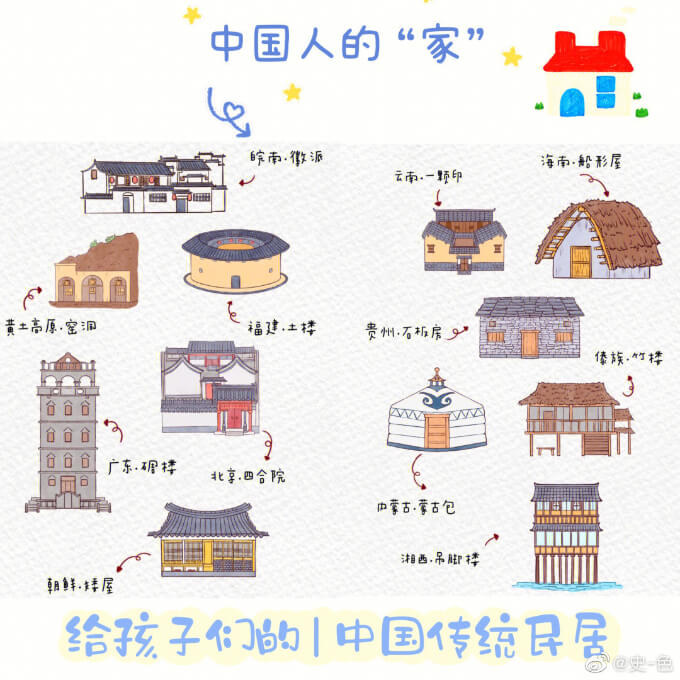 中国人的“家”
皖南·徽派
黄土高原·窑洞
福建·土楼
广东·碉楼
北京·四合院
朝鲜·矮屋
云南·一颗印
海南·船形屋
贵州·石板房
傣族·竹楼
内蒙古·蒙古包
湘西·吊脚楼
给孩子们的|中国传统民居
@史-色